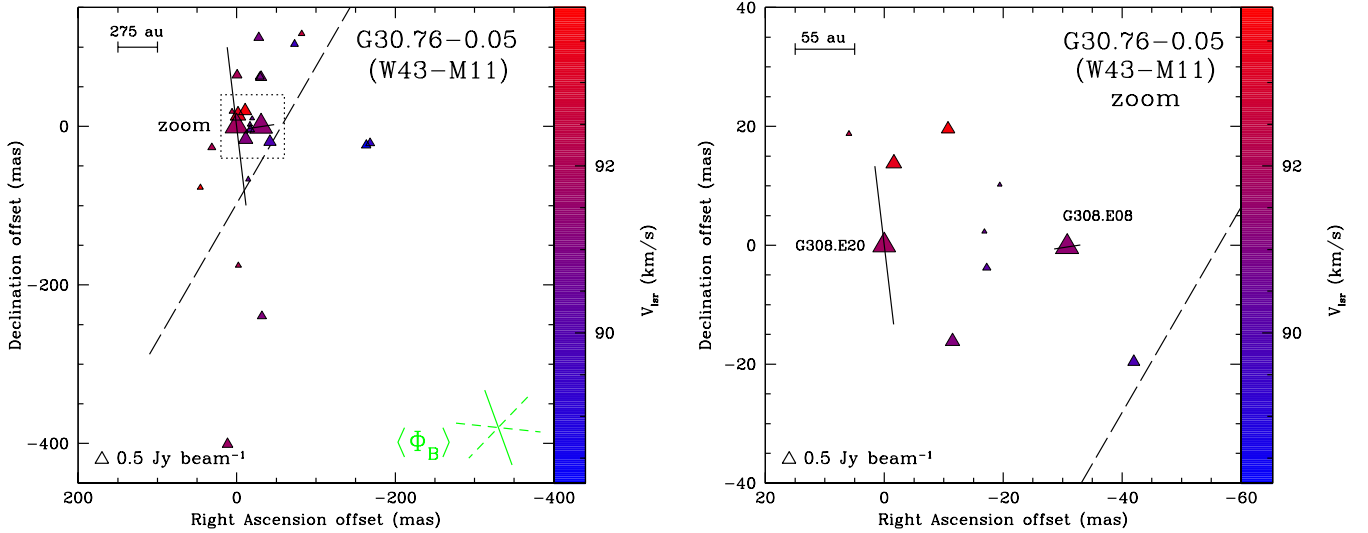 275 au
G30.76−0.05
(W43−M11)
zoom
0
−200
−400
Declination offset (mas)
⟨Φ_B⟩
0.5 Jy beam⁻¹
200
0
−200
−400
Right Ascension offset (mas)
92
90
V_lsr (km/s)
40
20
0
−20
−40
Declination offset (mas)
55 au
G30.76−0.05
(W43−M11)
zoom
G308.E08
G308.E20
0.5 Jy beam⁻¹
20
0
−20
−40
−60
Right Ascension offset (mas)
92
90
V_lsr (km/s)